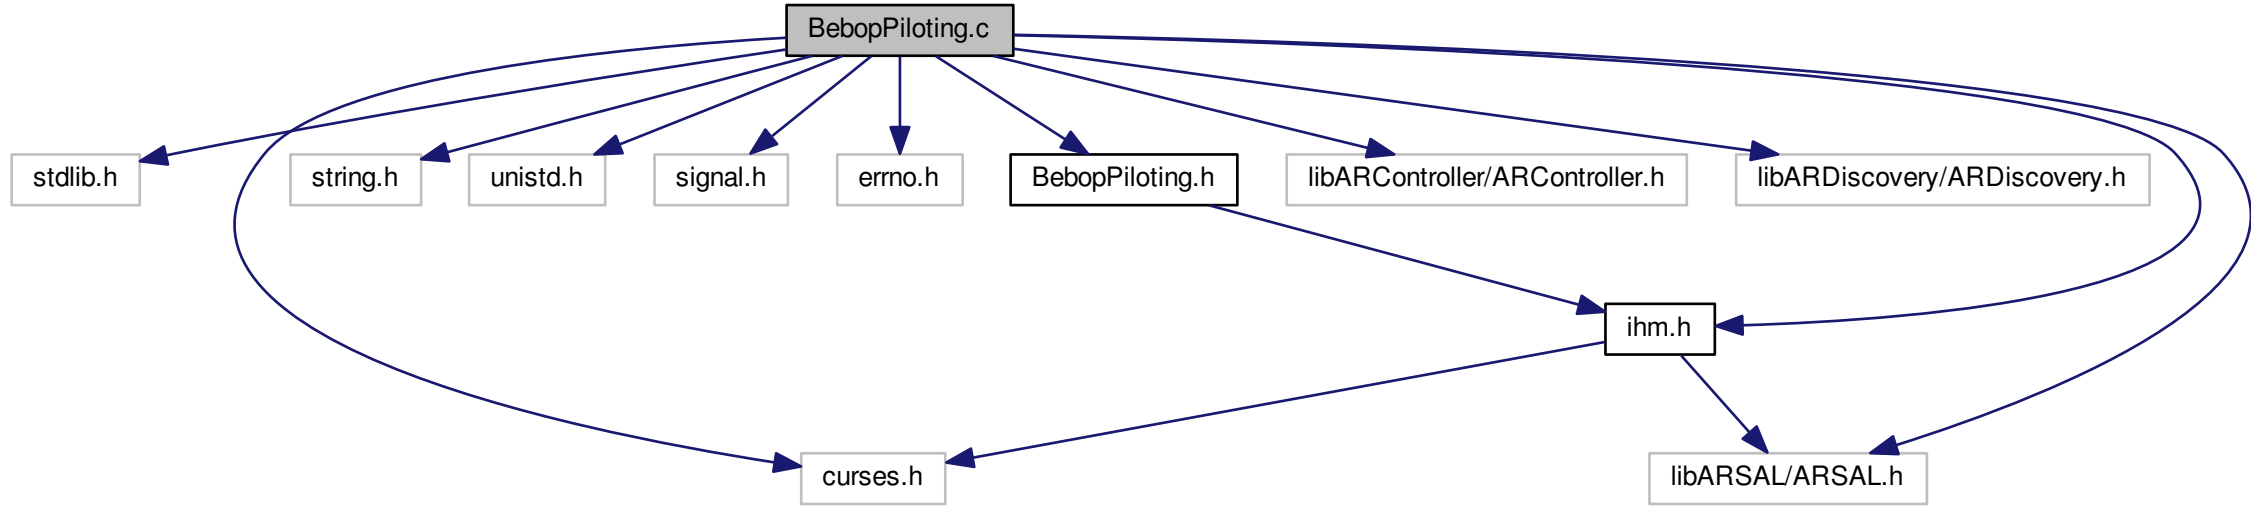 BebopPiloting.c
stdlib.h
string.h
unistd.h
signal.h
errno.h
BebopPiloting.h
libARController/ARController.h
libARDiscovery/ARDiscovery.h
ihm.h
curses.h
libARSAL/ARSAL.h